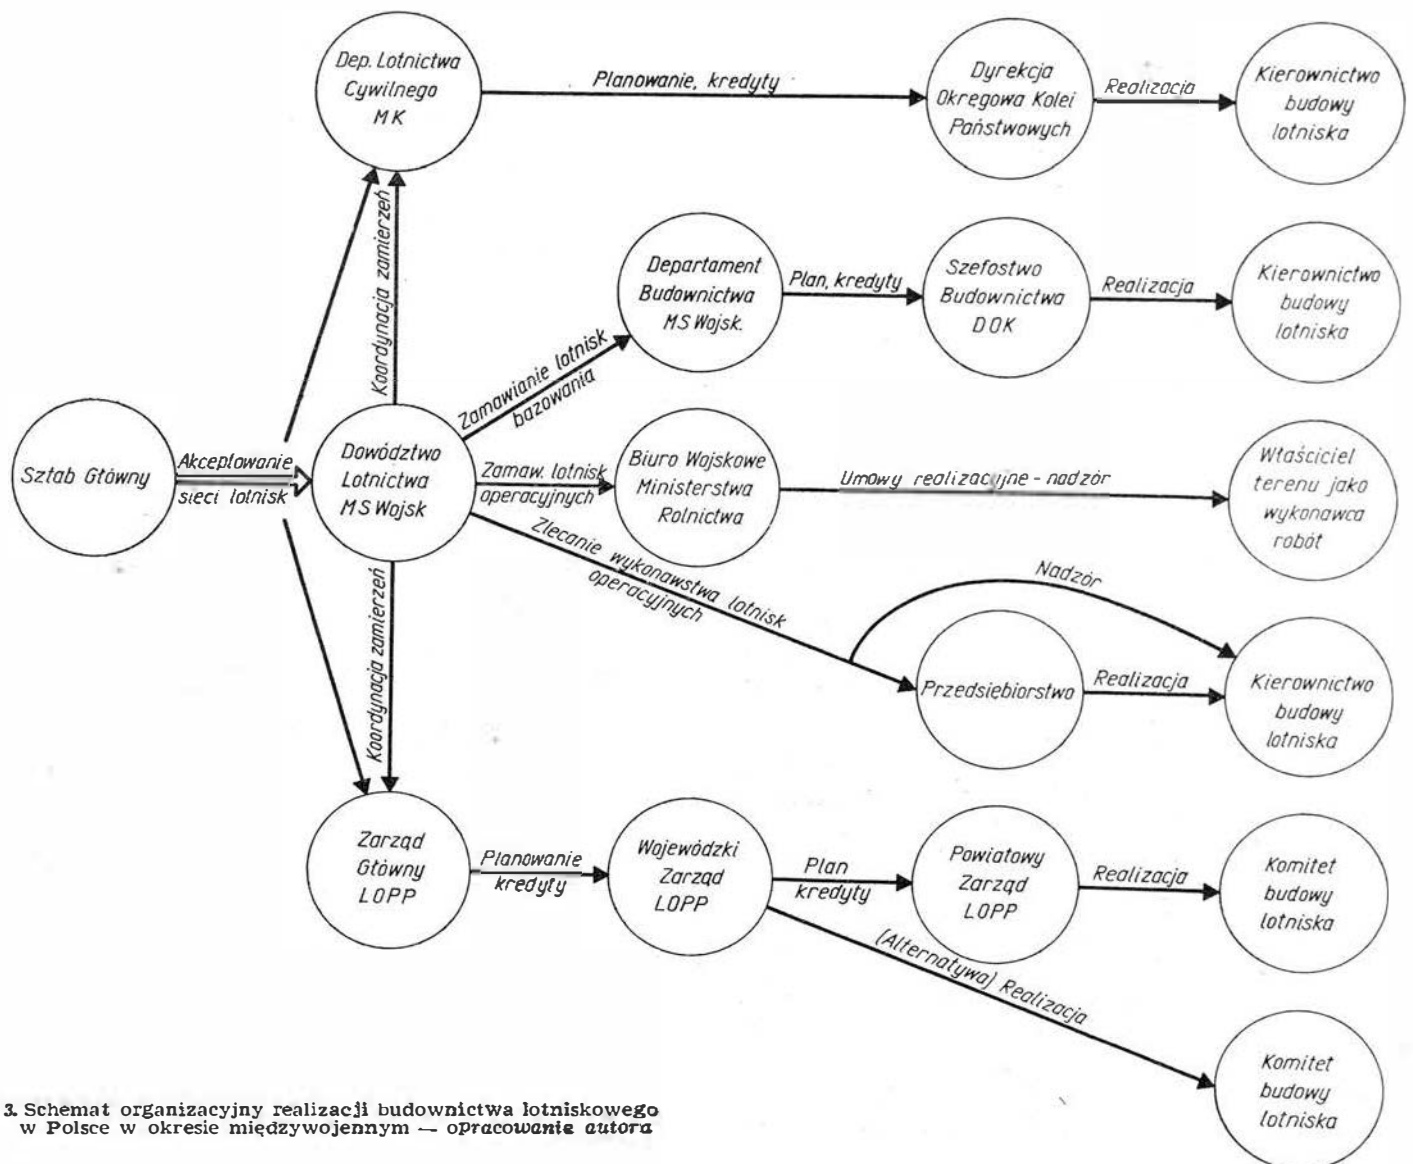 Dep. Lotnictwa
Cywilnego
MK
Planowanie, kredyty
Dyrekcja
Okręgowa Kolei
Państwowych
Realizacja
Kierownictwo
budowy
lotniska
Koordynacja zamierzeń
Departament
Budownictwa
MS Wojsk.
Plan, kredyty
Szefostwo
Budownictwa
DOK
Realizacja
Kierownictwo
budowy
lotniska
Zamawianie lotnisk
bazowania
Sztab Główny
Akceptowanie
sieci lotnisk
Dowództwo
Lotnictwa
MS Wojsk
Zamaw. lotnisk
operacyjnych
Biuro Wojskowe
Ministerstwa
Rolnictwa
Umowy realizacyjne - nadzór
Właściciel
terenu jako
wykonawca
robót
Zlecanie wykonawstwa lotnisk
operacyjnych
Nadzór
Przedsiębiorstwo
Realizacja
Kierownictwo
budowy
lotniska
Koordynacja zamierzeń
Zarząd
Główny
LOPP
Planowanie
kredyty
Wojewódzki
Zarząd
LOPP
Plan
kredyty
Powiatowy
Zarząd
LOPP
Realizacja
Komitet
budowy
lotniska
(Alternatywa) Realizacja
Komitet
budowy
lotniska
3. Schemat organizacyjny realizacji budownictwa lotniskowego
w Polsce w okresie międzywojennym — opracowanie autora